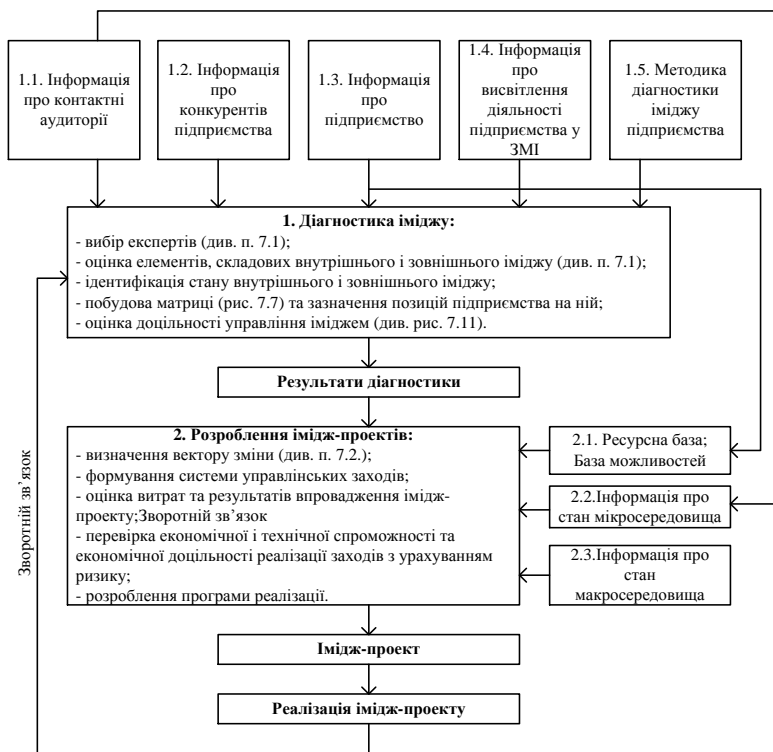 1.1. Інформація
про контактні
аудиторії
1.2. Інформація
про
конкурентів
підприємства
1.3. Інформація
про
підприємство
1.4. Інформація
про
висвітлення
діяльності
підприємства у
ЗМІ
1.5. Методика
діагностики
іміджу
підприємства
1. Діагностика іміджу:
- вибір експертів (див. п. 7.1);
- оцінка елементів, складових внутрішнього і зовнішнього іміджу (див. п. 7.1);
- ідентифікація стану внутрішнього і зовнішнього іміджу;
- побудова матриці (рис. 7.7) та зазначення позицій підприємства на ній;
- оцінка доцільності управління іміджем (див. рис. 7.11).
Результати діагностики
2. Розроблення імідж-проектів:
- визначення вектору зміни (див. п. 7.2.);
- формування системи управлінських заходів;
- оцінка витрат та результатів впровадження імідж-
проекту;Зворотній зв’язок
- перевірка економічної і технічної спроможності та
економічної доцільності реалізації заходів з урахуванням
ризику;
- розроблення програми реалізації.
2.1. Ресурсна база;
База можливостей
2.2.Інформація про
стан мікросередовища
2.3.Інформація про
стан
макросередовища
Імідж-проект
Реалізація імідж-проекту
Зворотній зв’язок